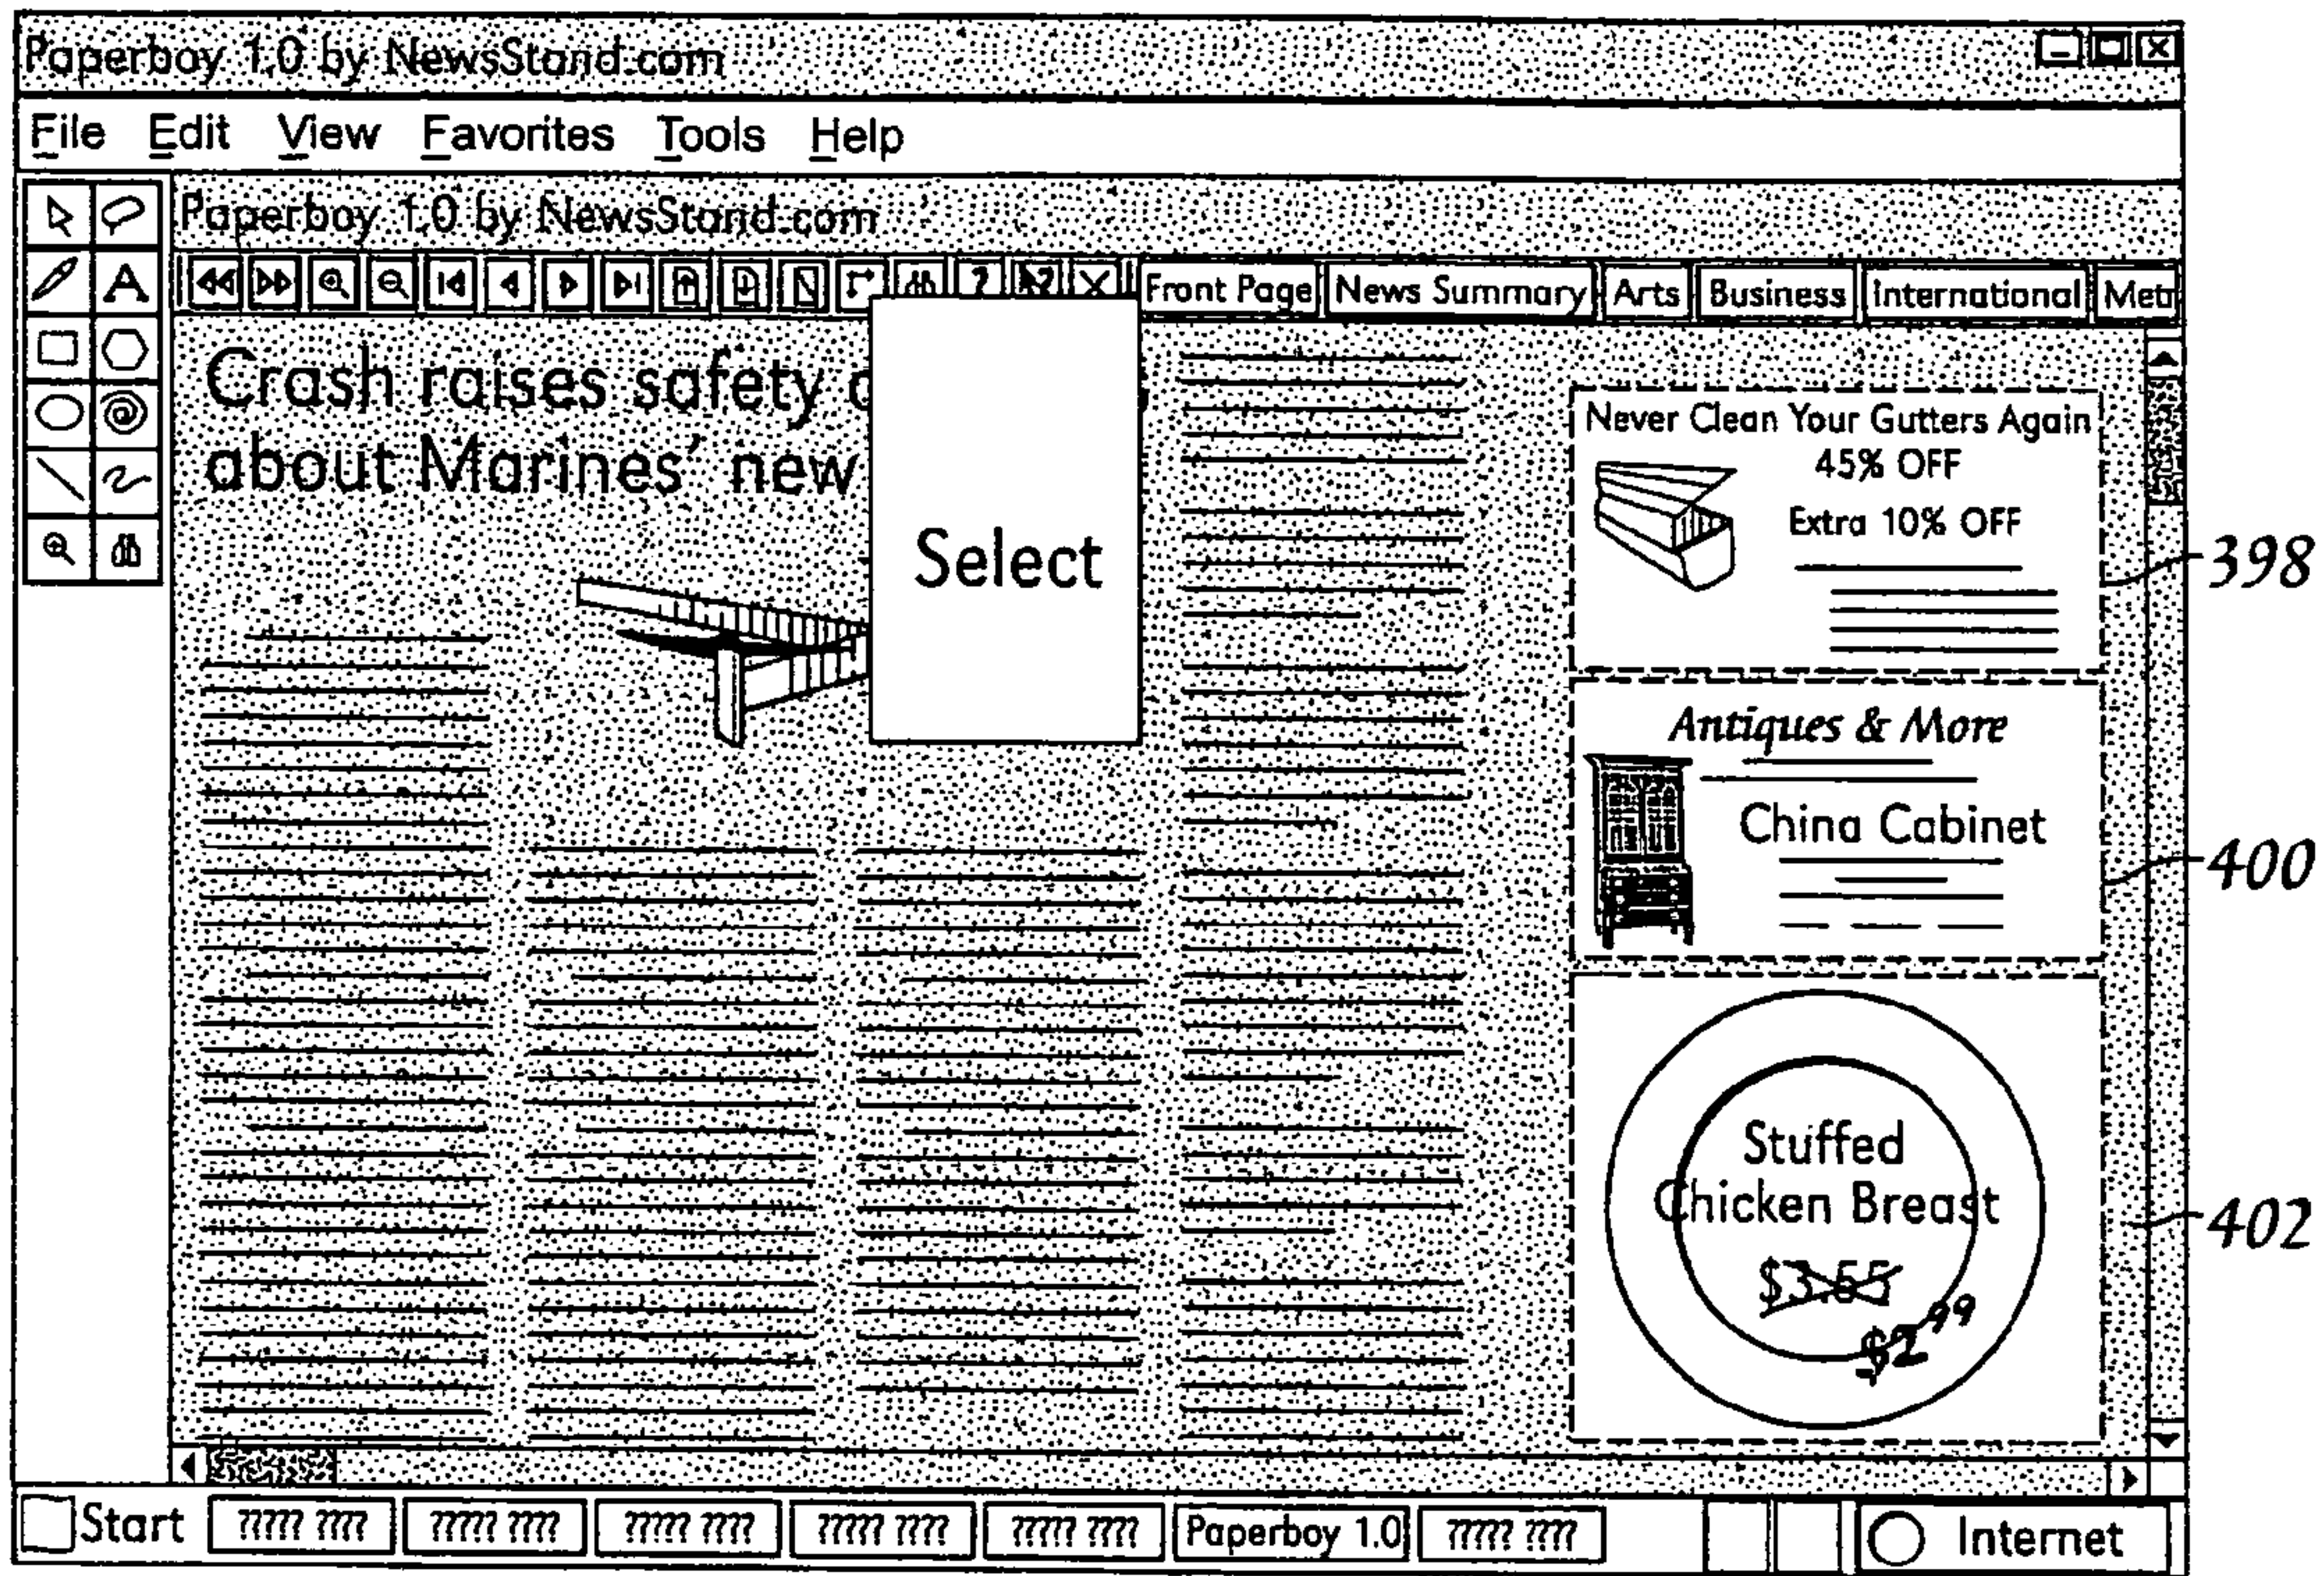 Paperboy 1.0 by NewsStand.com
File Edit View Favorites Tools Help
Paperboy 1.0 by NewsStand.com
Front Page News Summary Arts Business International Metr
Crash raises safety
about Marines' new
Select
Never Clean Your Gutters Again
45% OFF
Extra 10% OFF
398
Antiques & More
China Cabinet
400
Stuffed
Chicken Breast
$3.55
$2.99
402
Start ????? ???? ????? ???? ????? ???? ????? ???? ????? ???? Paperboy 1.0 ????? ???? Internet